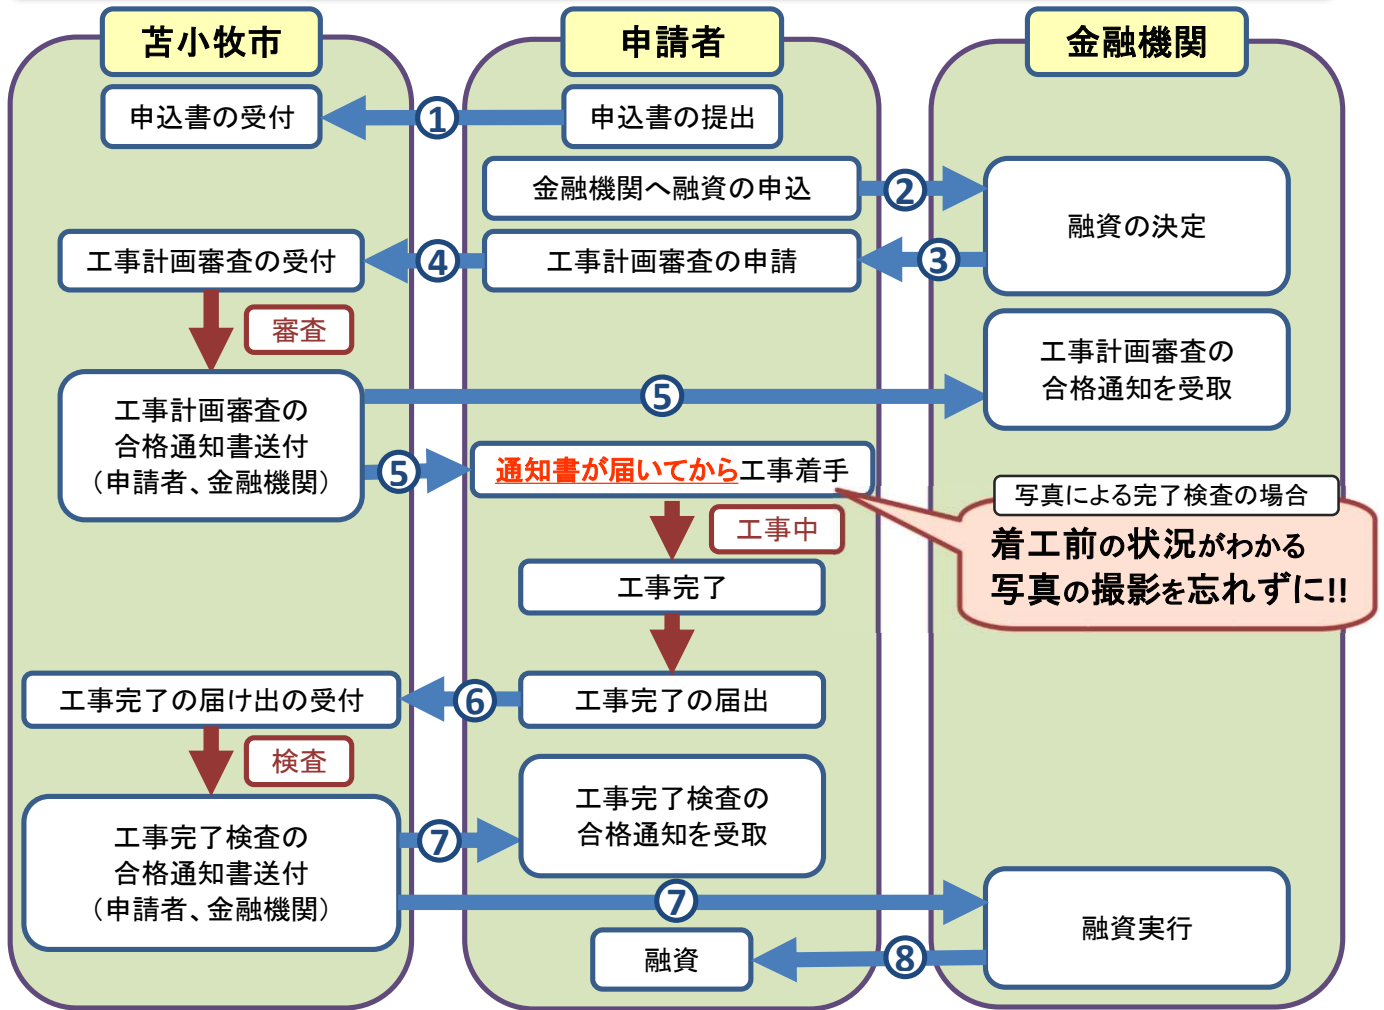 苫小牧市
申請者
金融機関
申込書の受付
①
申込書の提出
金融機関へ融資の申込
②
融資の決定
工事計画審査の受付
④
工事計画審査の申請
③
審査
工事計画審査の
合格通知を受取
工事計画審査の
合格通知書送付
（申請者、金融機関）
⑤
⑤
通知書が届いてから工事着手
写真による完了検査の場合
着工前の状況がわかる
写真の撮影を忘れずに!!
工事中
工事完了
工事完了の届け出の受付
⑥
工事完了の届出
検査
工事完了検査の
合格通知書送付
（申請者、金融機関）
⑦
工事完了検査の
合格通知を受取
⑦
融資実行
⑧
融資